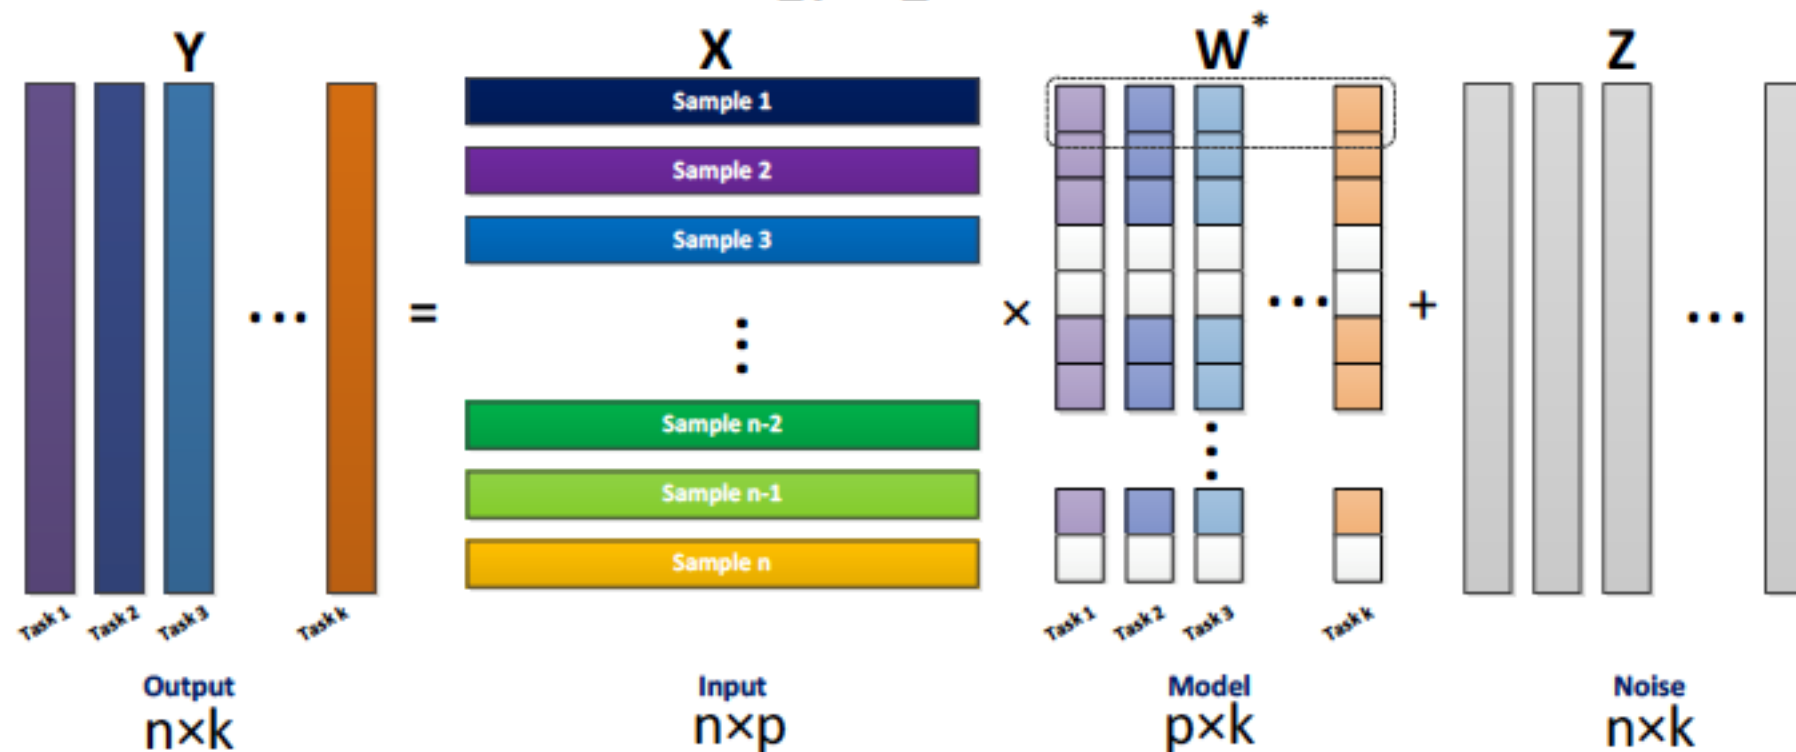 Y X W* Z
Sample 1
Sample 2
Sample 3
... = ⋮ × ... + ...
Sample n-2
⋮
Sample n-1
Sample n
Task 1 Task 2 Task 3 Task k Task 1 Task 2 Task 3 Task k
Output Input Model Noise
n×k n×p p×k n×k